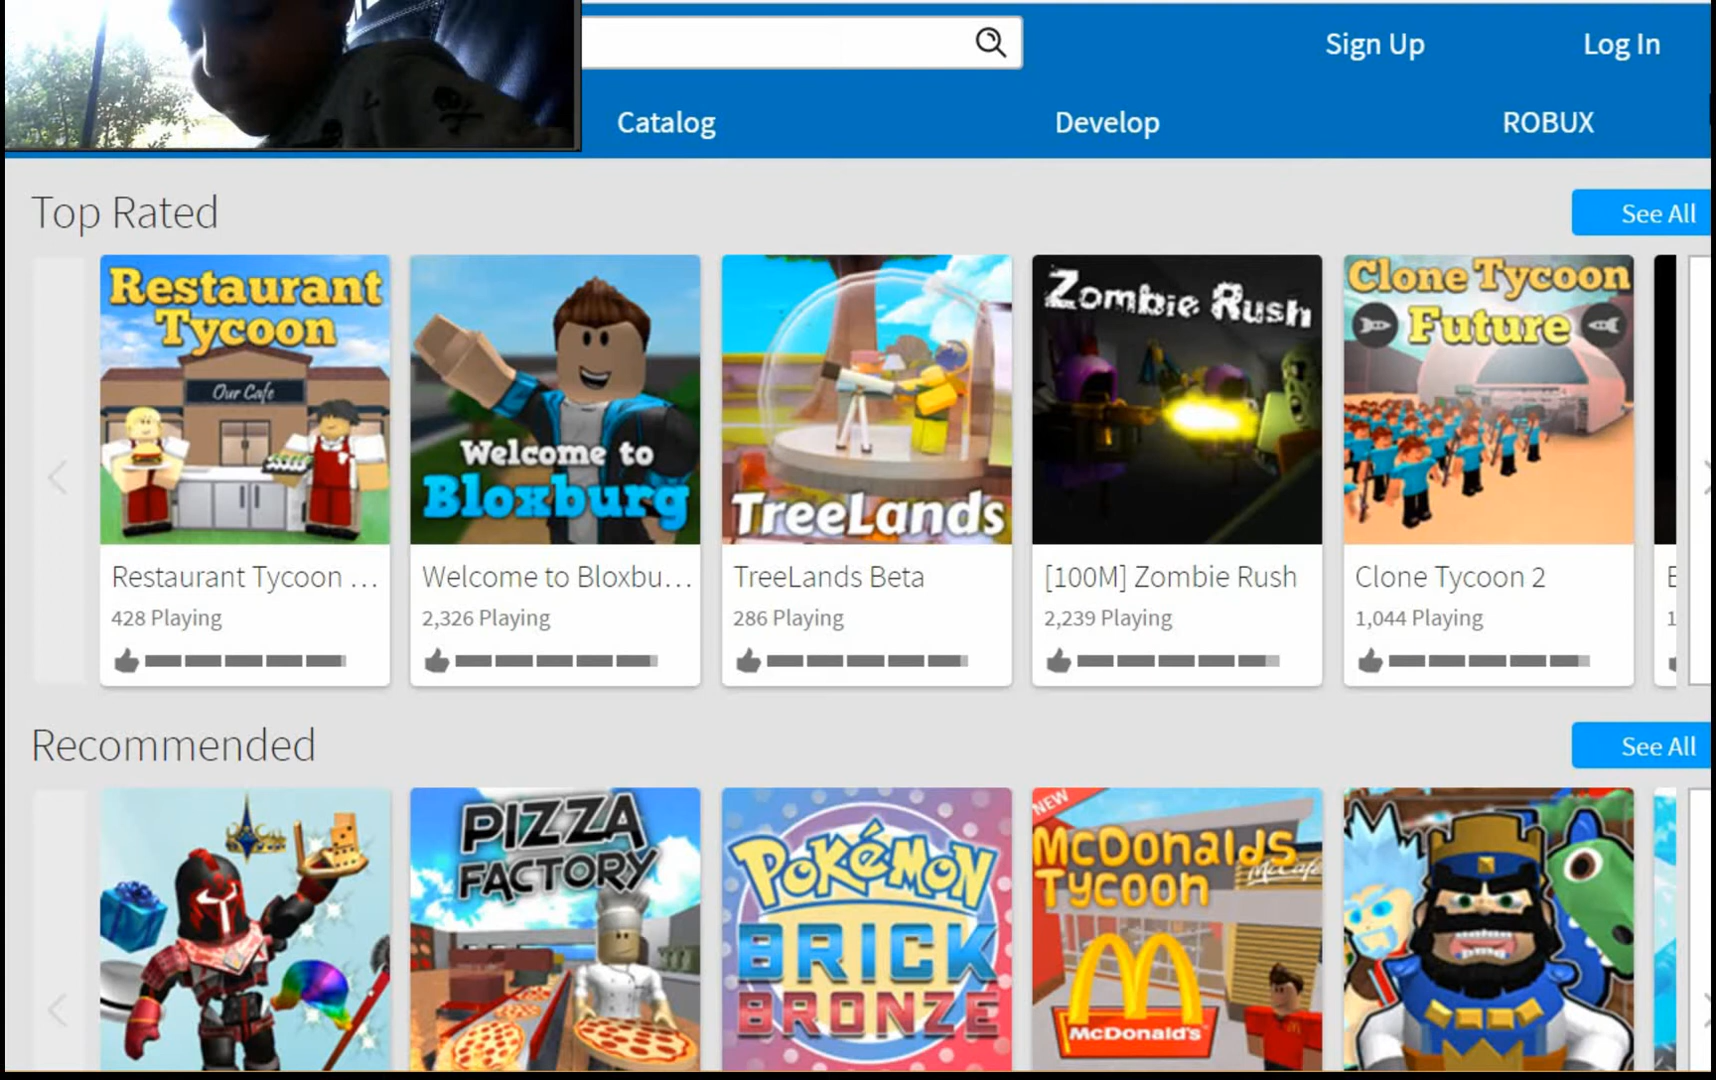 Sign Up
Log In
Catalog
Develop
ROBUX
Top Rated
See All
Restaurant
Tycoon
Our Cafe
Welcome to
Bloxburg
TreeLands
Zombie Rush
Clone Tycoon
Future
Restaurant Tycoon ...
428 Playing
Welcome to Bloxbu...
2,326 Playing
TreeLands Beta
286 Playing
[100M] Zombie Rush
2,239 Playing
Clone Tycoon 2
1,044 Playing
Recommended
See All
PIZZA
FACTORY
POKéMON
BRICK
BRONZE
NEW
McDonalds
Tycoon
McCafe
McDonald's